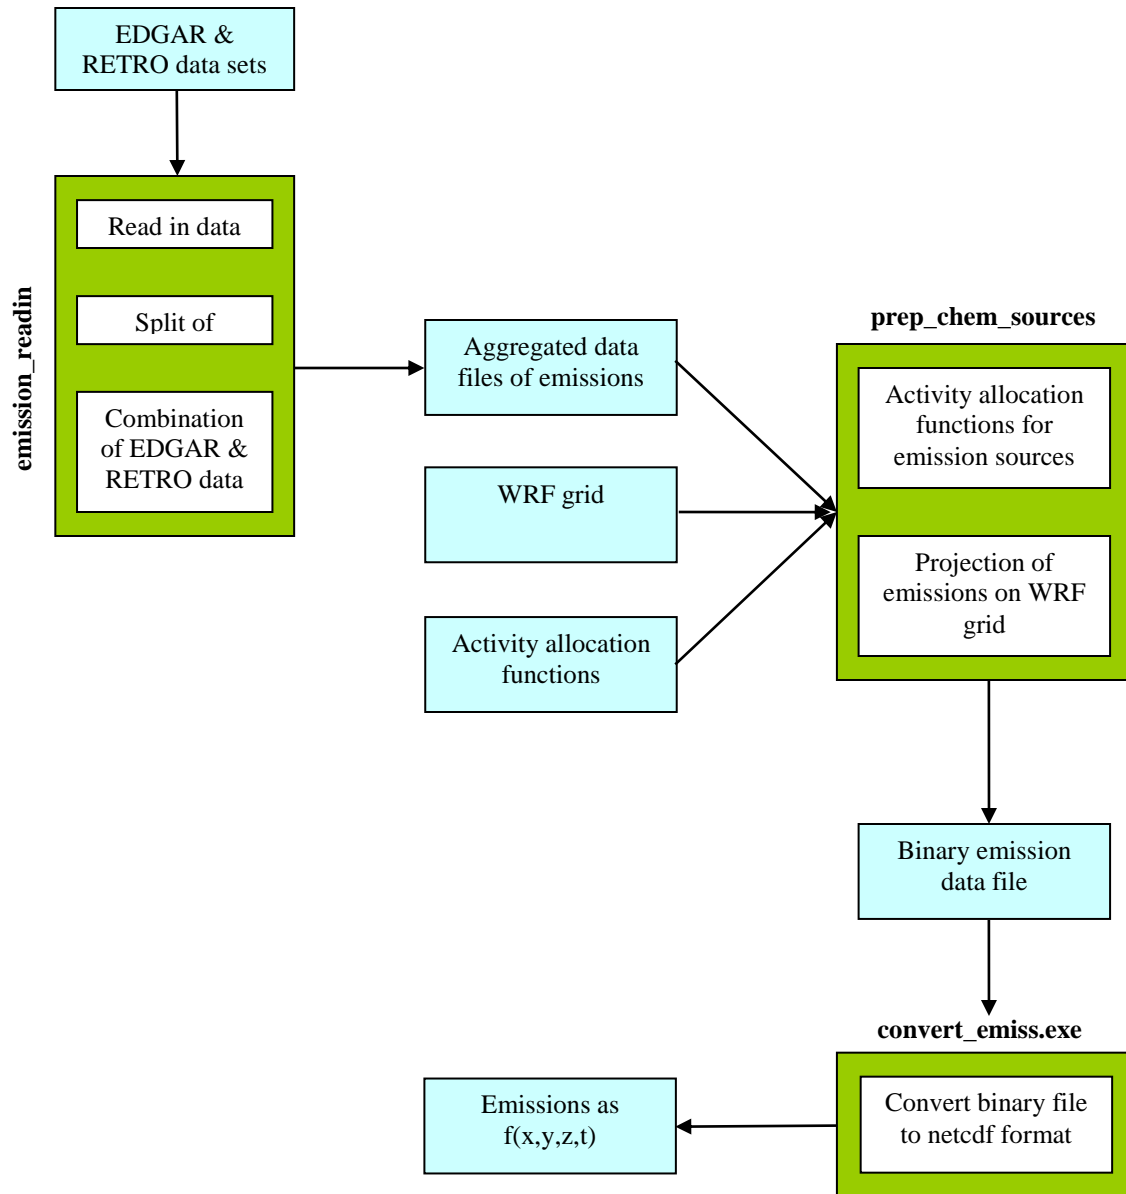 EDGAR &
RETRO data sets
emission_readin
Read in data
Split of
Combination
of EDGAR &
RETRO data
Aggregated data
files of emissions
WRF grid
Activity allocation
functions
prep_chem_sources
Activity allocation
functions for
emission sources
Projection of
emissions on WRF
grid
Binary emission
data file
convert_emiss.exe
Convert binary file
to netcdf format
Emissions as
f(x,y,z,t)